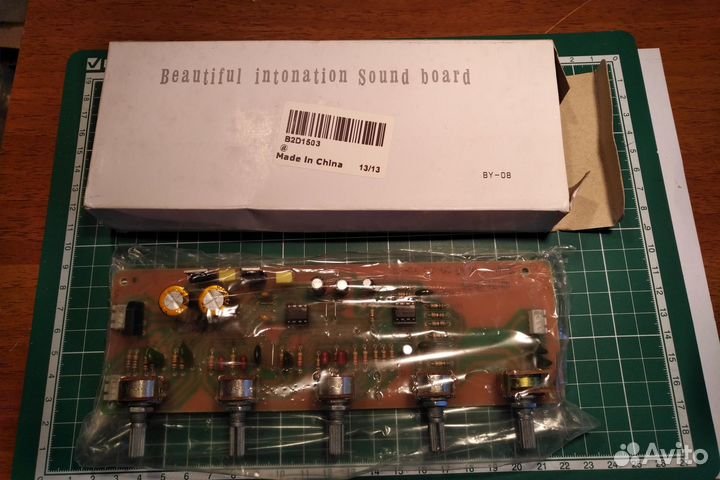 Beautiful intonation Sound board
B2D1503
@
Made In China 13/13
BY-08
Avito